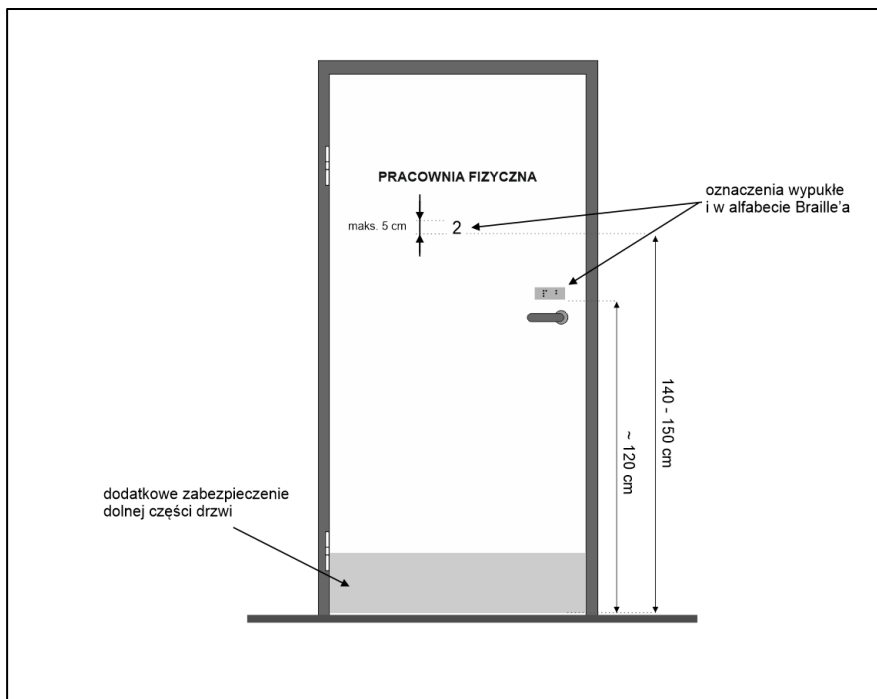 PRACOWNIA FIZYCZNA
maks. 5 cm
2
oznaczenia wypukłe
i w alfabecie Braille’a
140 - 150 cm
~ 120 cm
dodatkowe zabezpieczenie
dolnej części drzwi